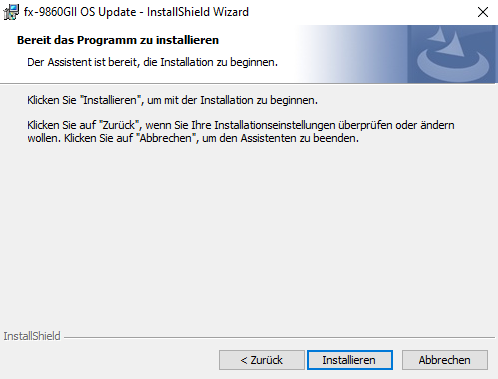 fx-9860GII OS Update - InstallShield Wizard
Bereit das Programm zu installieren
Der Assistent ist bereit, die Installation zu beginnen.
Klicken Sie "Installieren", um mit der Installation zu beginnen.
Klicken Sie auf "Zurück", wenn Sie Ihre Installationseinstellungen überprüfen oder ändern
wollen. Klicken Sie auf "Abbrechen", um den Assistenten zu beenden.
InstallShield
< Zurück Installieren Abbrechen